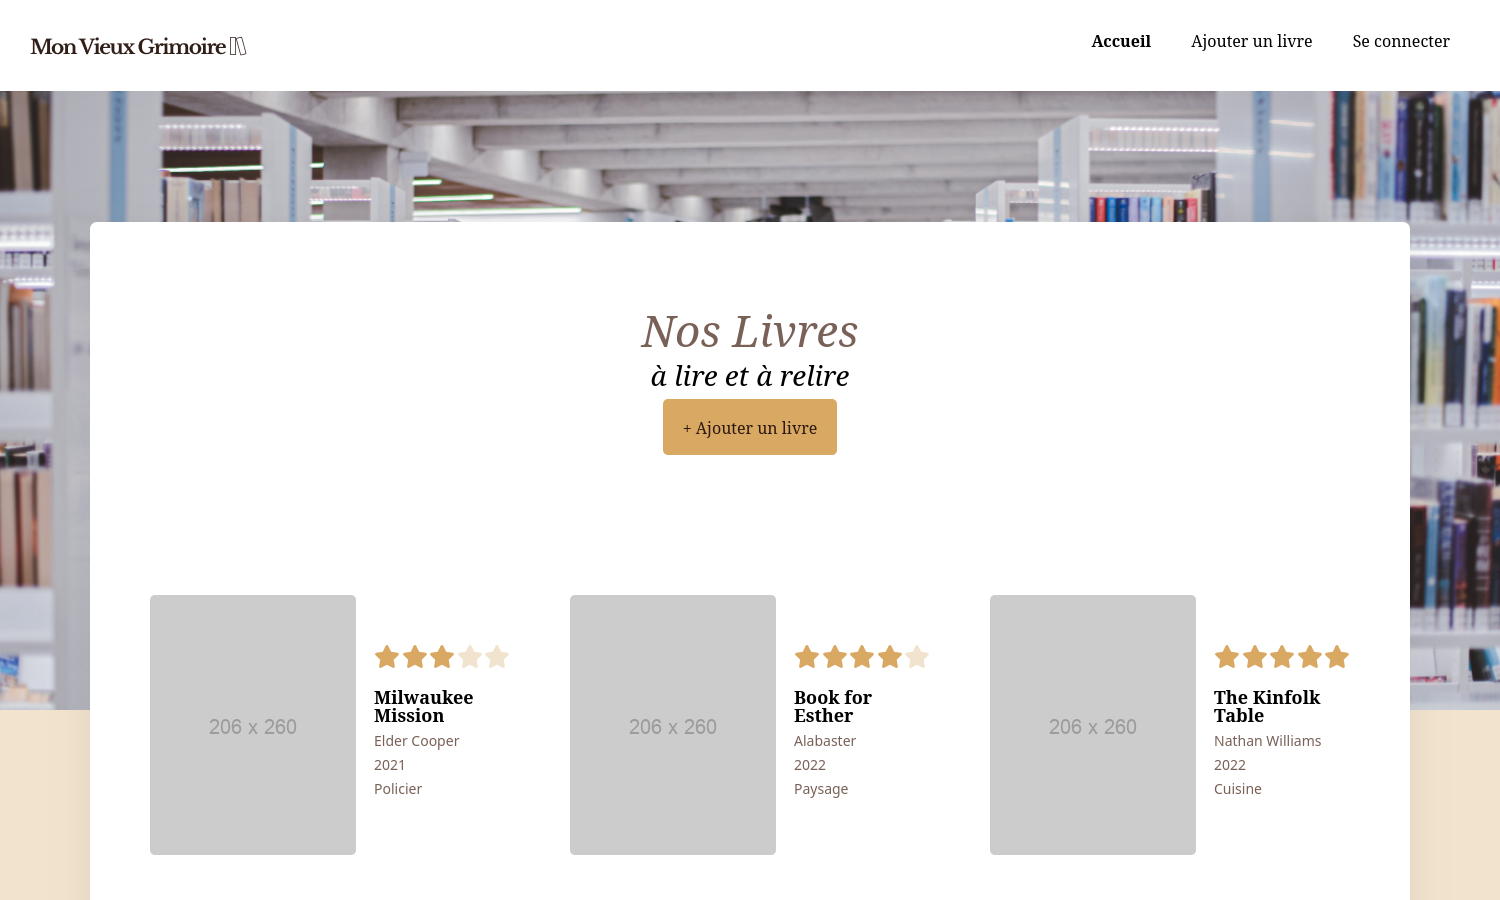 Mon Vieux Grimoire
Accueil
Ajouter un livre
Se connecter
Nos Livres
à lire et à relire
+ Ajouter un livre
206 x 260
Milwaukee
Mission
Elder Cooper
2021
Policier
206 x 260
Book for
Esther
Alabaster
2022
Paysage
206 x 260
The Kinfolk
Table
Nathan Williams
2022
Cuisine